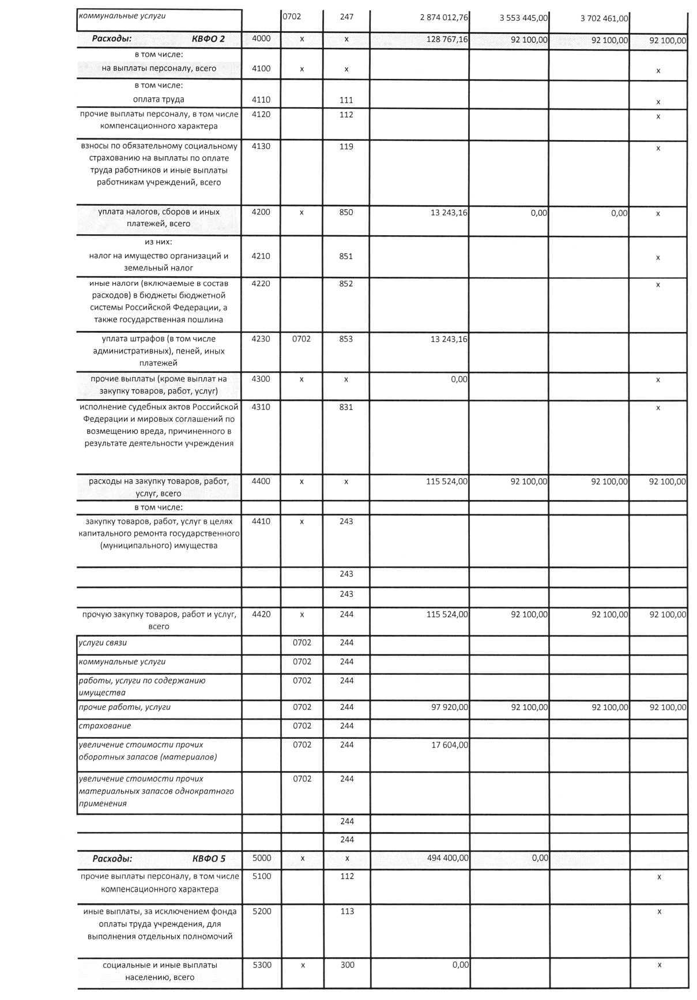 коммунальные услуги 0702 247 2 874 012,76 3 553 445,00 3 702 461,00
Расходы: КВФО 2 4000 х х 128 767,16 92 100,00 92 100,00 92 100,00
в том числе:
на выплаты персоналу, всего 4100 х х х
в том числе:
оплата труда 4110 111 х
прочие выплаты персоналу, в том числе 4120 112 х
компенсационного характера
взносы по обязательному социальному 4130 119 х
страхованию на выплаты по оплате
труда работников и иные выплаты
работникам учреждений, всего
уплата налогов, сборов и иных 4200 х 850 13 243,16 0,00 0,00 х
платежей, всего
из них:
налог на имущество организаций и 4210 851 х
земельный налог
иные налоги (включаемые в состав 4220 852 х
расходов) в бюджеты бюджетной
системы Российской Федерации, а
также государственная пошлина
уплата штрафов (в том числе 4230 0702 853 13 243,16
административных), пеней, иных
платежей
прочие выплаты (кроме выплат на 4300 х х 0,00 х
закупку товаров, работ, услуг)
исполнение судебных актов Российской 4310 831 х
Федерации и мировых соглашений по
возмещению вреда, причиненного в
результате деятельности учреждения
расходы на закупку товаров, работ, 4400 х х 115 524,00 92 100,00 92 100,00 92 100,00
услуг, всего
в том числе:
закупку товаров, работ, услуг в целях 4410 х 243
капитального ремонта государственного
(муниципального) имущества
243
243
прочую закупку товаров, работ и услуг, 4420 х 244 115 524,00 92 100,00 92 100,00 92 100,00
всего
услуги связи 0702 244
коммунальные услуги 0702 244
работы, услуги по содержанию 0702 244
имущества
прочие работы, услуги 0702 244 97 920,00 92 100,00 92 100,00 92 100,00
страхование 0702 244
увеличение стоимости прочих 0702 244 17 604,00
оборотных запасов (материалов)
увеличение стоимости прочих 0702 244
материальных запасов однократного
применения
244
244
Расходы: КВФО 5 5000 х х 494 400,00 0,00
прочие выплаты персоналу, в том числе 5100 112 х
компенсационного характера
иные выплаты, за исключением фонда 5200 113 х
оплаты труда учреждения, для
выполнения отдельных полномочий
социальные и иные выплаты 5300 х 300 0,00 х
населению, всего